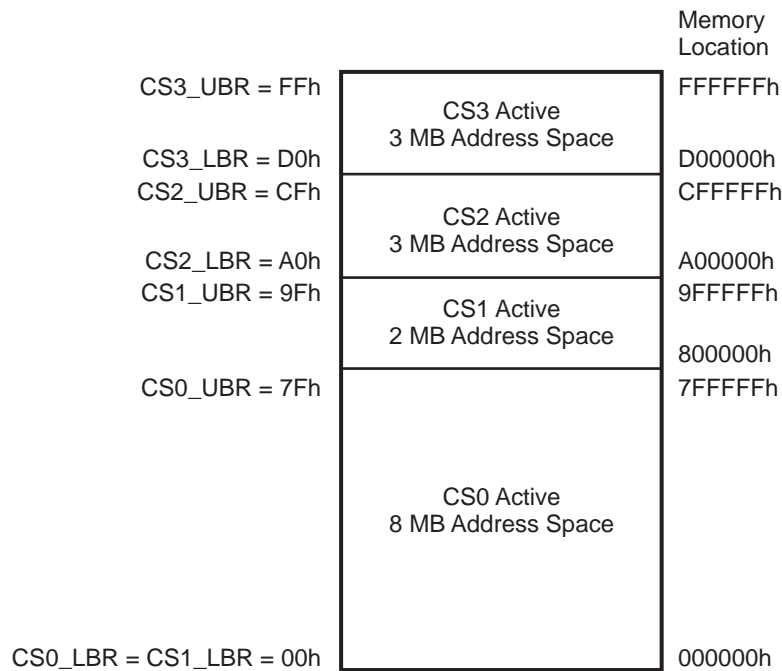 Memory
Location
CS3_UBR = FFh
FFFFFFh
CS3 Active
3 MB Address Space
CS3_LBR = D0h
D00000h
CS2_UBR = CFh
CFFFFFh
CS2 Active
3 MB Address Space
CS2_LBR = A0h
A00000h
CS1_UBR = 9Fh
9FFFFFh
CS1 Active
2 MB Address Space
800000h
CS0_UBR = 7Fh
7FFFFFh
CS0 Active
8 MB Address Space
CS0_LBR = CS1_LBR = 00h
000000h